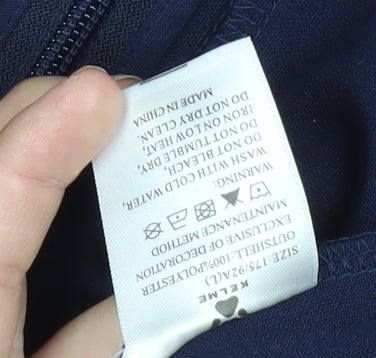 KELME
SIZE: 175/92A(L)
OUTSHELL:100%POLYESTER
EXCLUSIVE OF DECORATION
MAINTENANCE METHOD
WARNING:
WASH WITH COLD WATER,
DO NOT BLEACH,
DO NOT TUMBLE DRY,
IRON ON LOW HEAT,
DO NOT DRY CLEAN.
MADE IN CHINA